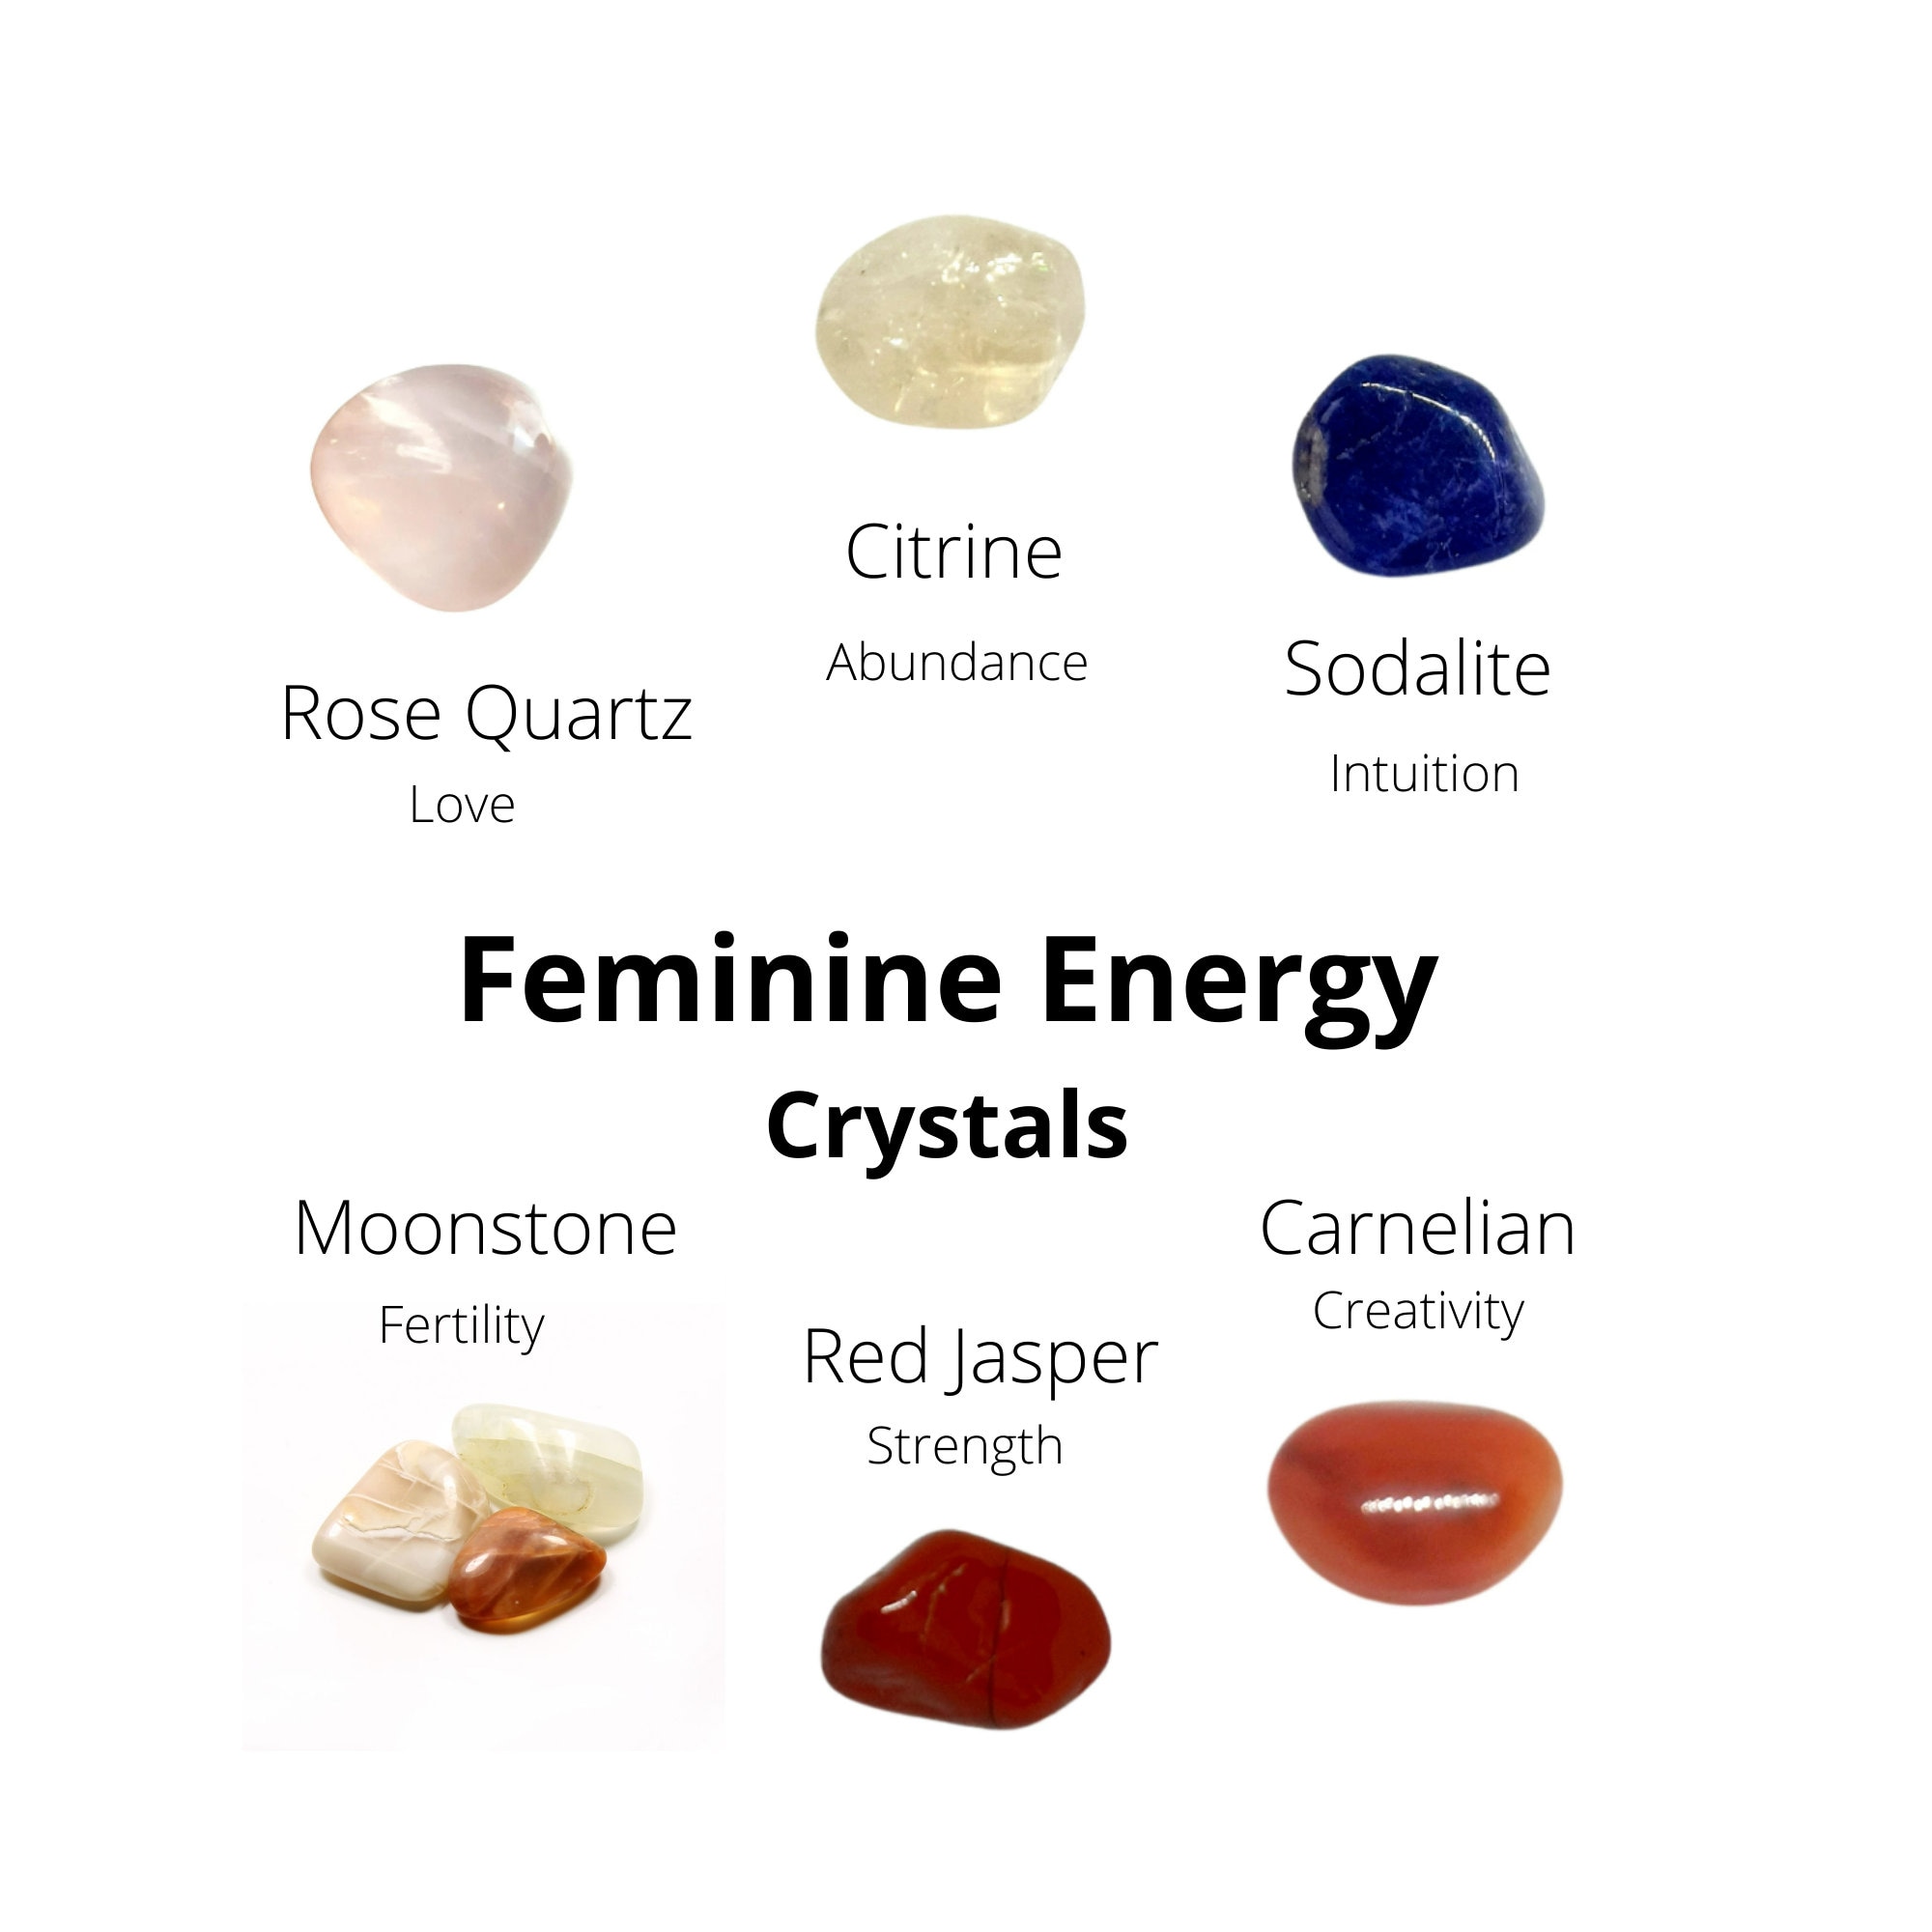 Rose Quartz
Love
Citrine
Abundance
Sodalite
Intuition
Feminine Energy
Crystals
Moonstone
Fertility
Red Jasper
Strength
Carnelian
Creativity